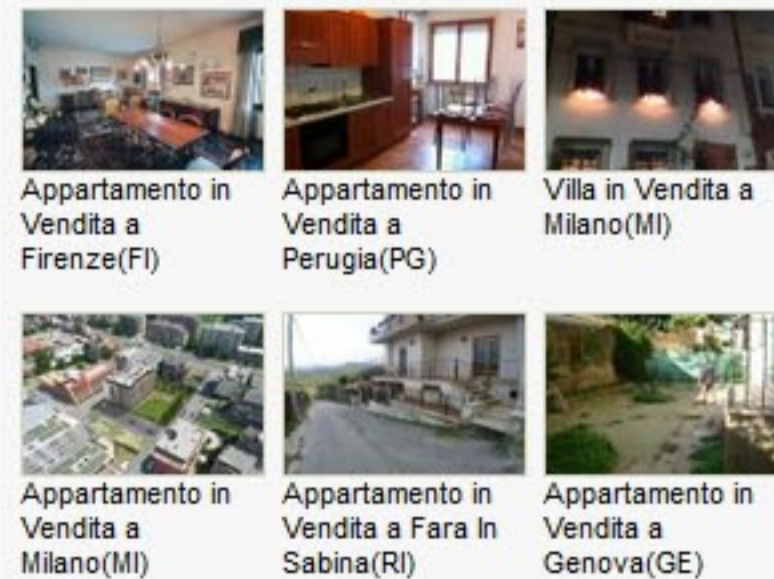 Appartamento in
Vendita a
Firenze(FI)
Appartamento in
Vendita a
Perugia(PG)
Villa in Vendita a
Milano(MI)
Appartamento in
Vendita a
Milano(MI)
Appartamento in
Vendita a Fara In
Sabina(RI)
Appartamento in
Vendita a
Genova(GE)